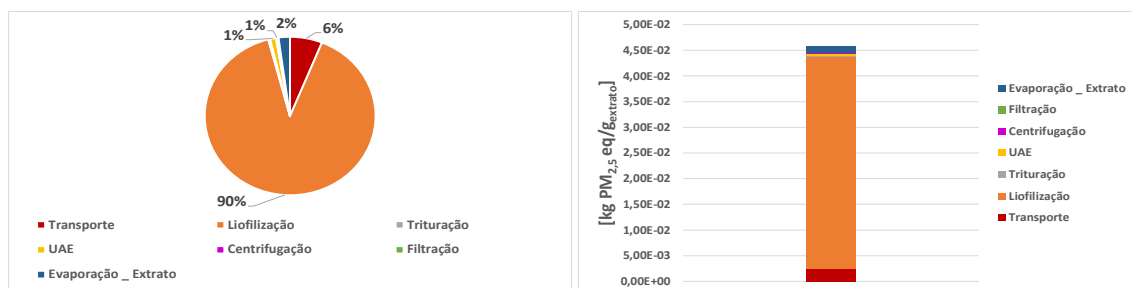 1% 1% 2% 6%
90%
Transporte Liofilização Trituração
UAE Centrifugação Filtração
Evaporação _ Extrato
[kg PM2,5 eq/gextrato]
5,00E-02
4,50E-02
4,00E-02
3,50E-02
3,00E-02
2,50E-02
2,00E-02
1,50E-02
1,00E-02
5,00E-03
0,00E+00
Evaporação _ Extrato
Filtração
Centrifugação
UAE
Trituração
Liofilização
Transporte